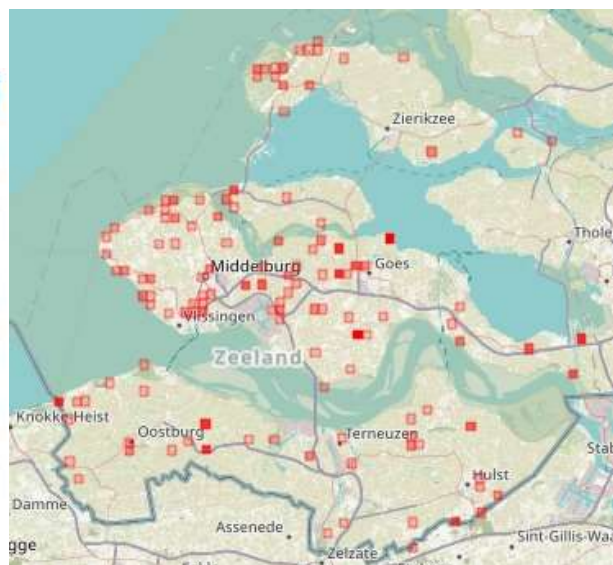 Zierikzee
Thole
Middelburg
Goes
Vlissingen
Zeeland
Knokke-Heist
Oostburg
Terneuzen
Hulst
Stab
Damme
Assenede
Sint-Gillis-Waa
gge
Zelzate